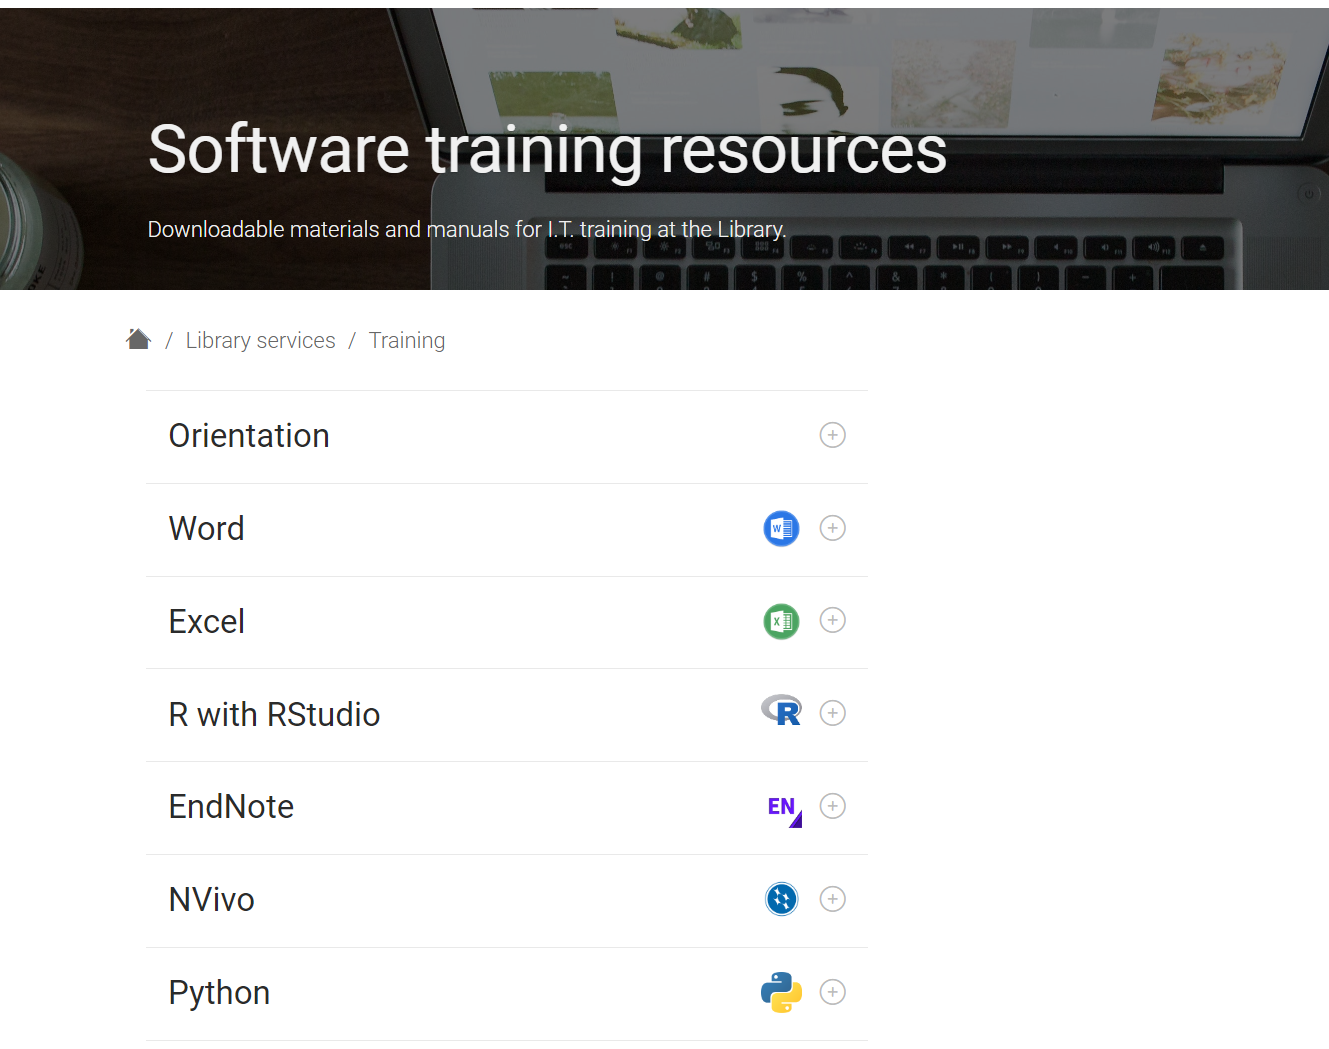 Software training resources
Downloadable materials and manuals for I.T. training at the Library.
/ Library services / Training
Orientation
Word
W
Excel
X
R with RStudio
R
EndNote
EN
NVivo
Python